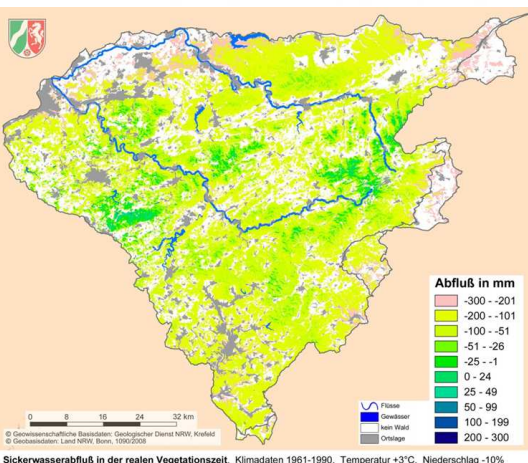 Abfluß in mm
-300 - -201
-200 - -101
-100 - -51
-51 - -26
-25 - -1
0 - 24
25 - 49
50 - 99
100 - 199
200 - 300
Flüsse
Gewässer
kein Wald
Ortslage
0 8 16 24 32 km
© Geowissenschaftliche Basisdaten: Geologischer Dienst NRW, Krefeld
© Geobasisdaten: Land NRW, Bonn, 1090/2008
Sickerwasserabfluß in der realen Vegetationszeit, Klimadaten 1961-1990, Temperatur +3°C, Niederschlag -10%